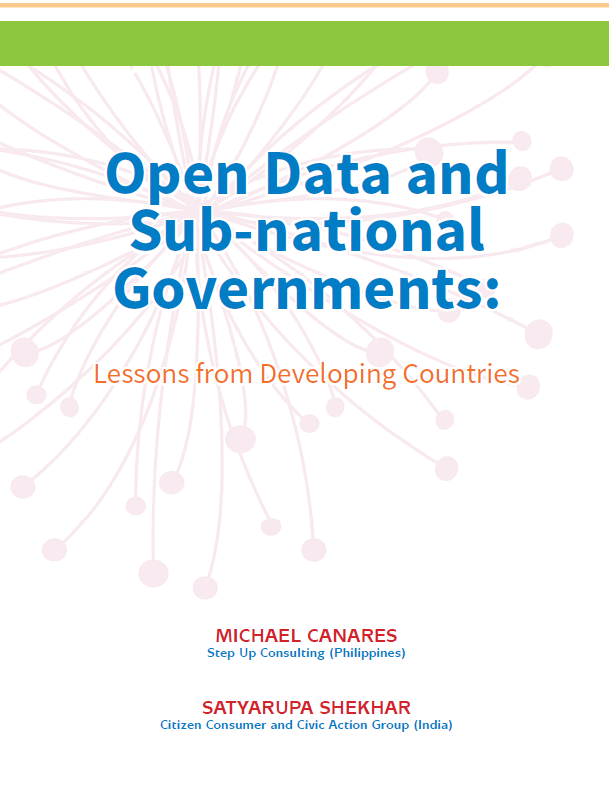 Open Data and
Sub-national
Governments:
Lessons from Developing Countries
MICHAEL CANARES
Step Up Consulting (Philippines)
SATYARUPA SHEKHAR
Citizen Consumer and Civic Action Group (India)